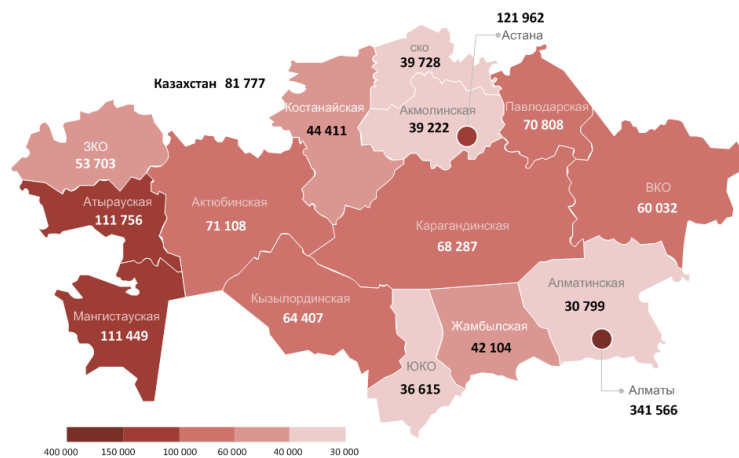 121 962
Астана
ско
39 728
Казахстан 81 777
Костанайская
44 411
Акмолинская
39 222
Павлодарская
70 808
ЗКО
53 703
ВКО
60 032
Атырауская
111 756
Актюбинская
71 108
Карагандинская
68 287
Алматинская
30 799
Мангистауская
111 449
Кызылординская
64 407
Жамбылская
42 104
ЮКО
36 615
Алматы
341 566
400 000 150 000 100 000 60 000 40 000 30 000